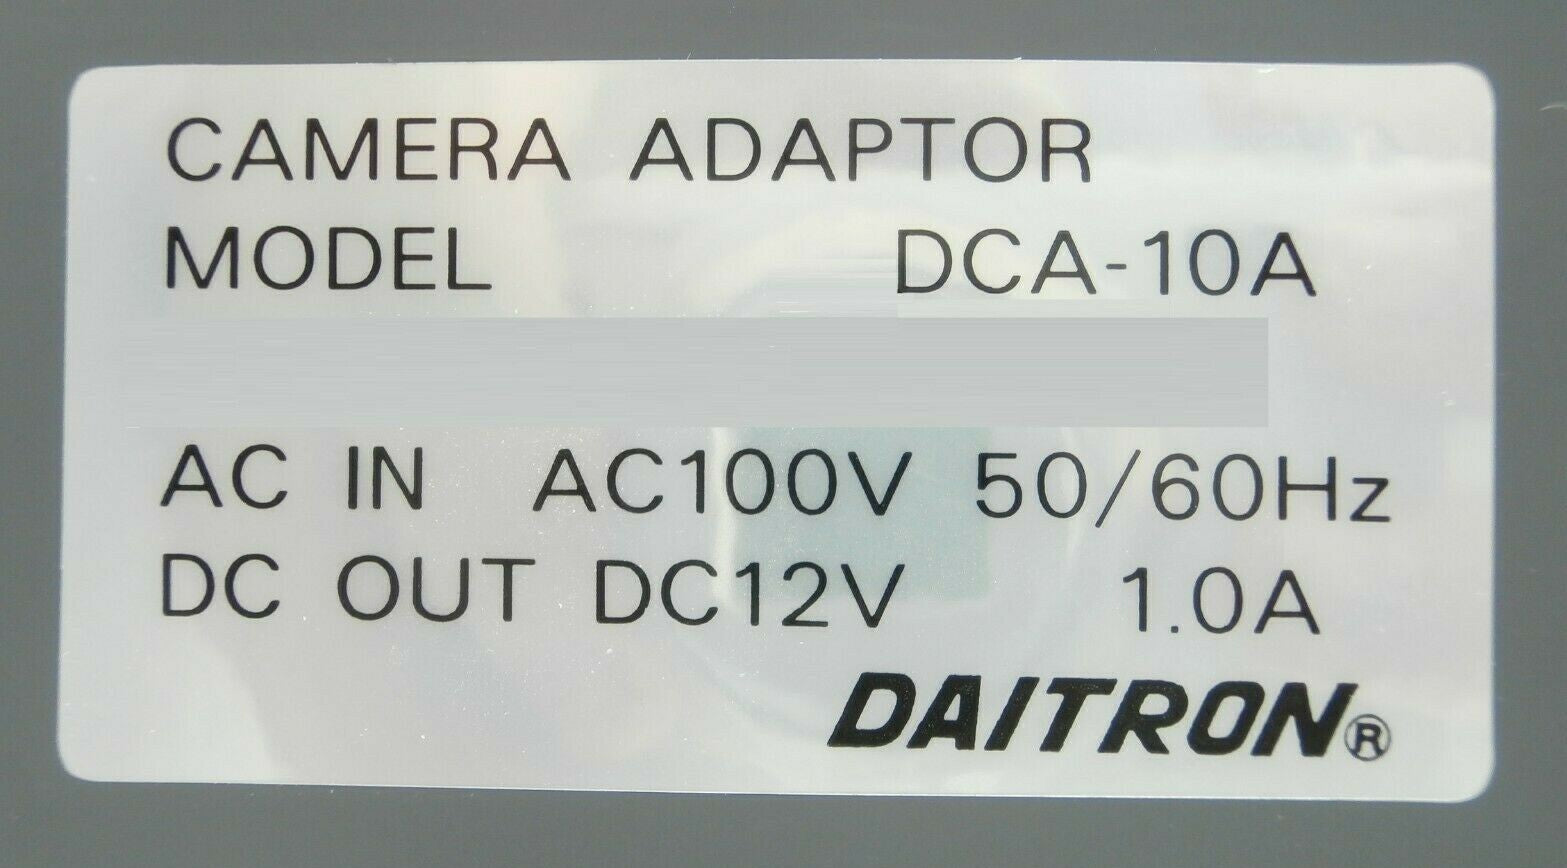 CAMERA ADAPTOR
MODEL DCA-10A
AC IN AC100V 50/60Hz
DC OUT DC12V 1.0A
DAITRON®